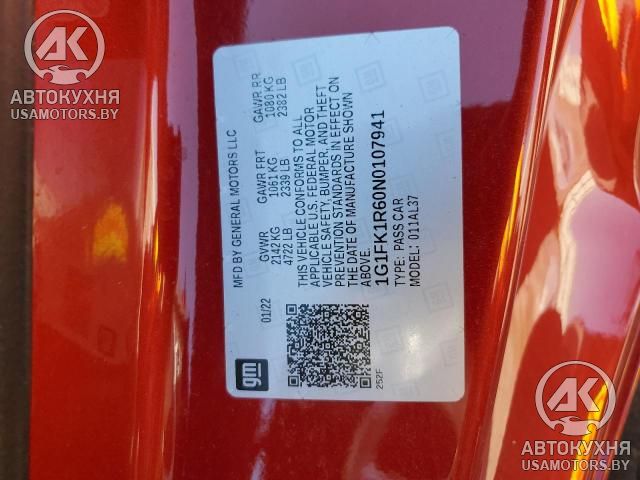 AK
АВТОКУХНЯ
USAMOTORS.BY
MFD BY GENERAL MOTORS LLC
01/22
GVWR
2142 KG
4722 LB
GAWR FRT
1061 KG
2339 LB
GAWR RR
1080 KG
2382 LB
THIS VEHICLE CONFORMS TO ALL
APPLICABLE U.S. FEDERAL MOTOR
VEHICLE SAFETY, BUMPER, AND THEFT
PREVENTION STANDARDS IN EFFECT ON
THE DATE OF MANUFACTURE SHOWN
ABOVE.
1G1FK1R60N0107941
TYPE: PASS CAR
MODEL: 011AL37
gm
252F
AK
АВТОКУХНЯ
USAMOTORS.BY